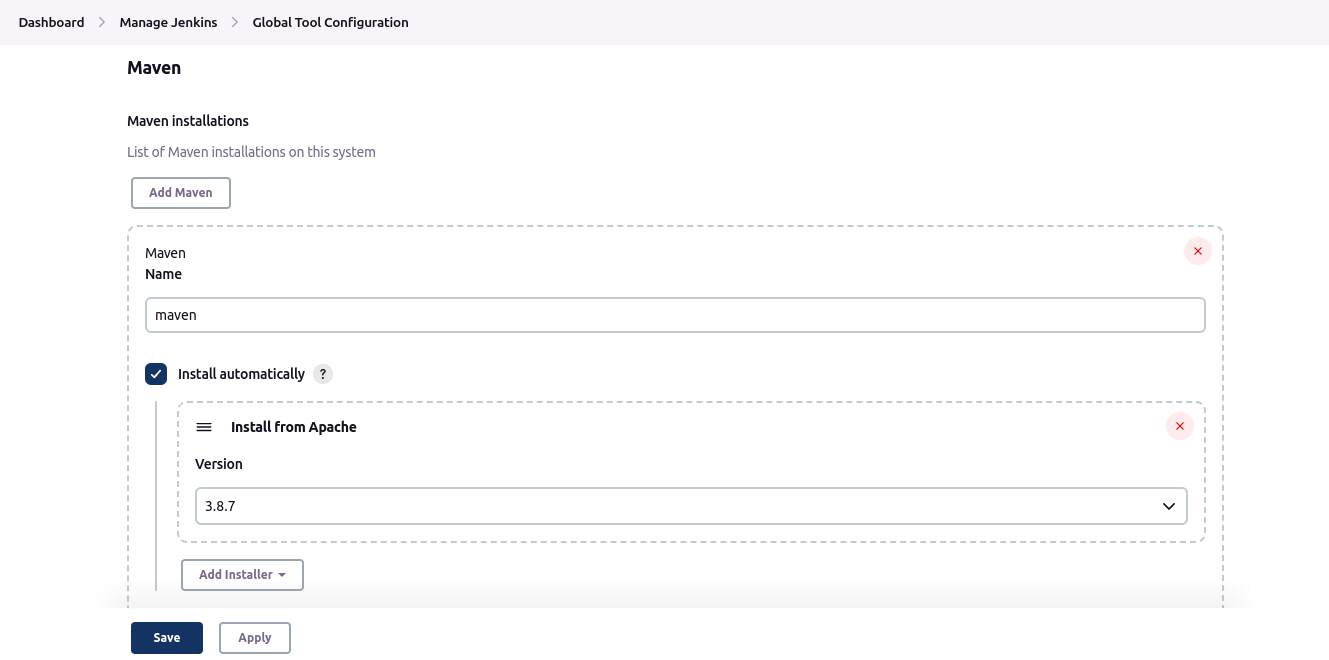 Dashboard > Manage Jenkins > Global Tool Configuration
Maven
Maven installations
List of Maven installations on this system
Add Maven
Maven
Name
maven
Install automatically ?
Install from Apache
Version
3.8.7
Add Installer
Save Apply